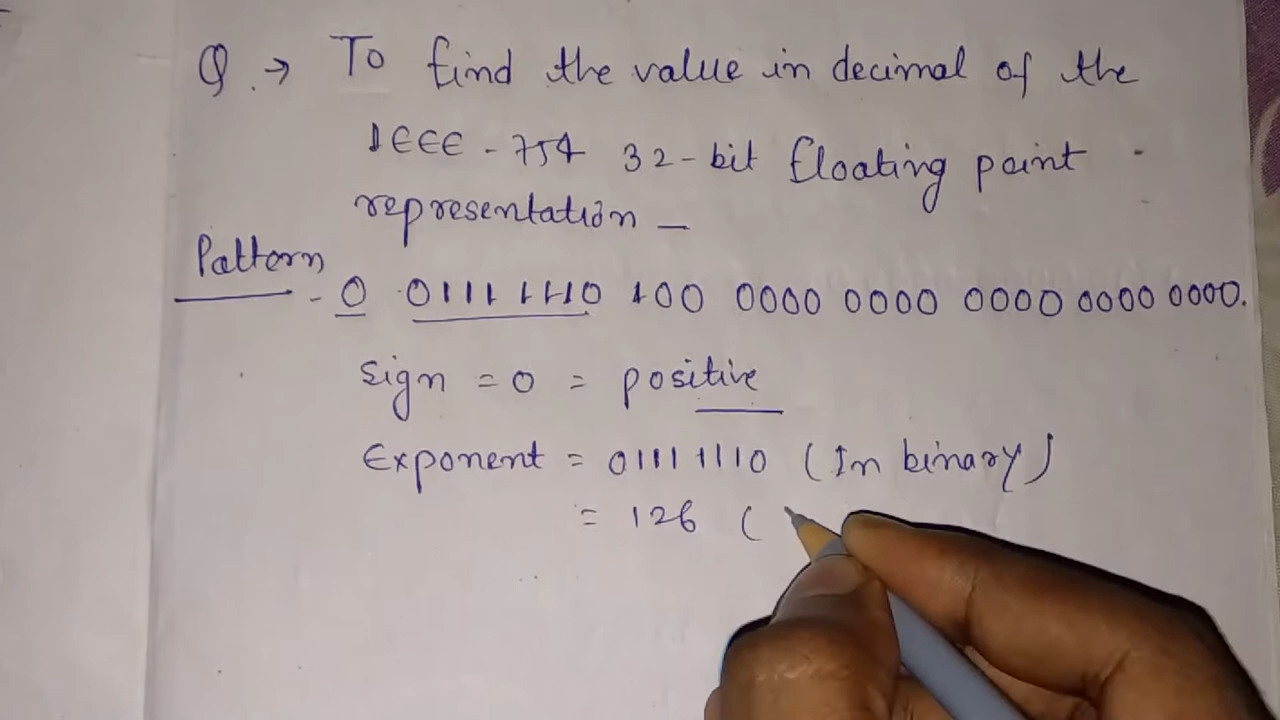 Q. → To find the value in decimal of the
IEEE - 754 32-bit floating point
representation —
Pattern - 0 01111110 100 0000 0000 0000 0000 0000.
Sign = 0 = positive
Exponent = 01111110 (In binary)
= 126 (